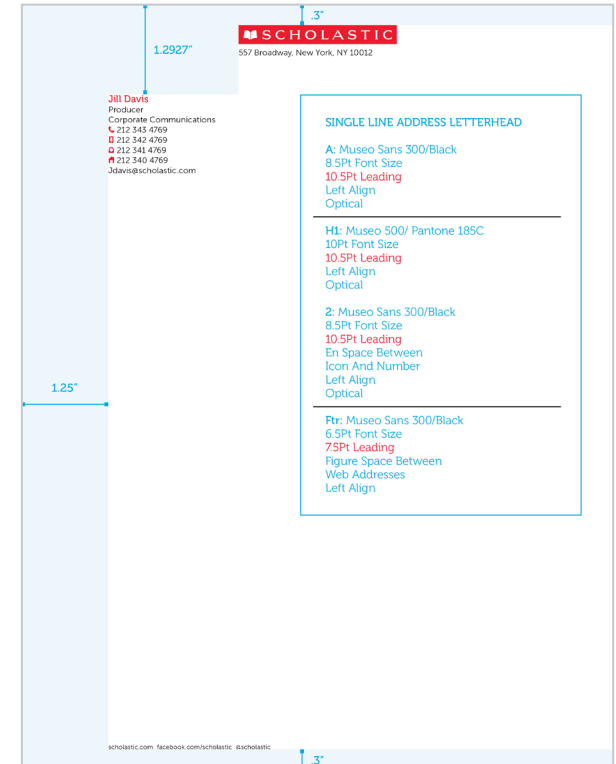 .3"
SCHOLASTIC
1.2927"
557 Broadway, New York, NY 10012
Jill Davis
Producer
Corporate Communications
212 343 4769
212 342 4769
212 341 4769
212 340 4769
Jdavis@scholastic.com
SINGLE LINE ADDRESS LETTERHEAD
A: Museo Sans 300/Black
8.5Pt Font Size
10.5Pt Leading
Left Align
Optical
H1: Museo 500/ Pantone 185C
10Pt Font Size
10.5Pt Leading
Left Align
Optical
2: Museo Sans 300/Black
8.5Pt Font Size
10.5Pt Leading
En Space Between
Icon And Number
Left Align
Optical
1.25"
Ftr: Museo Sans 300/Black
6.5Pt Font Size
7.5Pt Leading
Figure Space Between
Web Addresses
Left Align
scholastic.com facebook.com/scholastic @scholastic
.3"